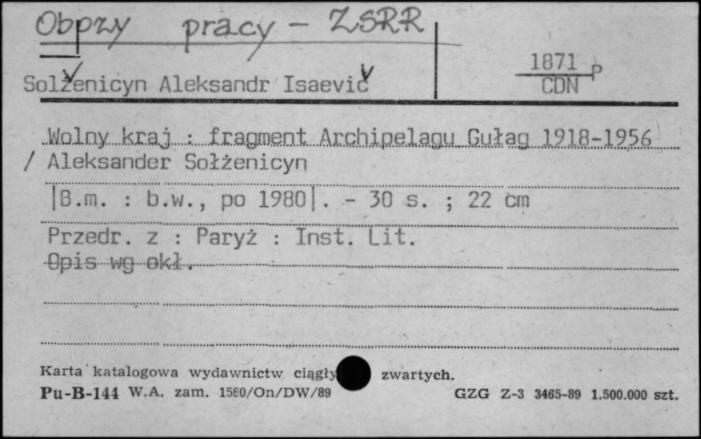 Obozy pracy - ZSRR
1871 p
CDN
Solženicyn Aleksandr Isaevič
Wolny kraj : fragment Archipelagu Gułag 1918-1956
/ Aleksander Sołżenicyn
|B.m. : b.w., po 1980|. - 30 s. ; 22 cm
Przedr. z : Paryż : Inst. Lit.
Opis wg okł.
Karta katalogowa wydawnictw ciągły zwartych.
Pu-B-144 W.A. zam. 1560/On/DW/89 GZG Z-3 3465-89 1.500.000 szt.